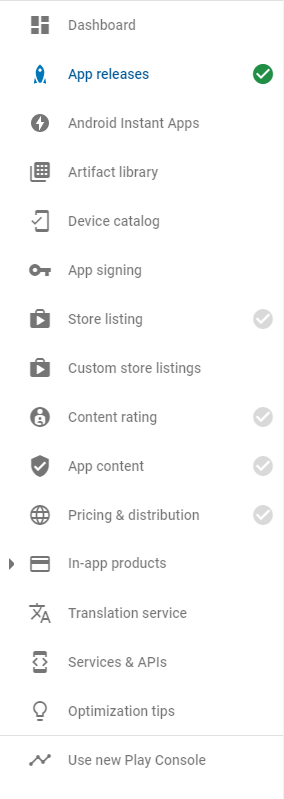 Dashboard
App releases
Android Instant Apps
Artifact library
Device catalog
App signing
Store listing
Custom store listings
Content rating
App content
Pricing & distribution
In-app products
Translation service
Services & APIs
Optimization tips
Use new Play Console